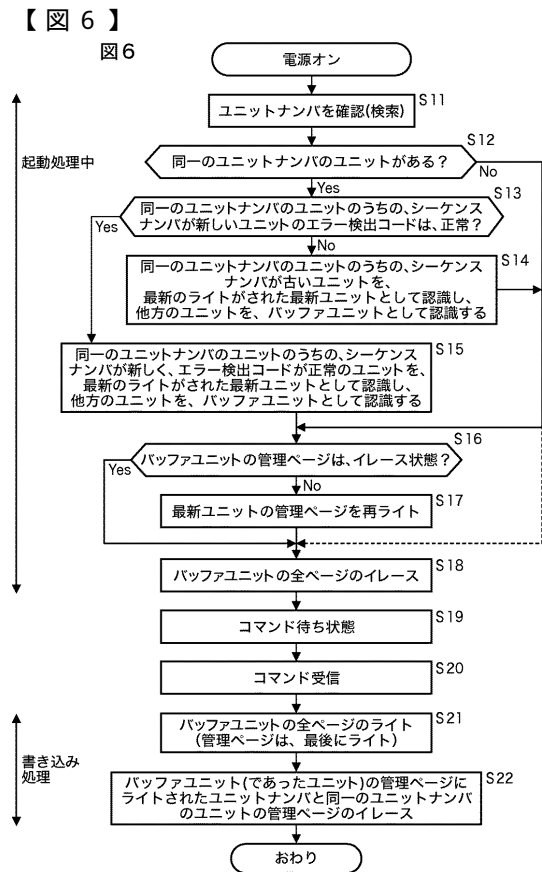 【図６】
図６
電源オン
S11
ユニットナンバを確認(検索)
S12
起動処理中
同一のユニットナンバのユニットがある？
No
Yes
S13
同一のユニットナンバのユニットのうちの、シーケンス
ナンバが新しいユニットのエラー検出コードは、正常？
Yes
No
S14
同一のユニットナンバのユニットのうちの、シーケンス
ナンバが古いユニットを、
最新のライトがされた最新ユニットとして認識し、
他方のユニットを、バッファユニットとして認識する
S15
同一のユニットナンバのユニットのうちの、シーケンス
ナンバが新しく、エラー検出コードが正常のユニットを、
最新のライトがされた最新ユニットとして認識し、
他方のユニットを、バッファユニットとして認識する
S16
バッファユニットの管理ページは、イレース状態？
Yes
No
S17
最新ユニットの管理ページを再ライト
S18
バッファユニットの全ページのイレース
S19
コマンド待ち状態
S20
コマンド受信
S21
バッファユニットの全ページのライト
(管理ページは、最後にライト)
書き込み
処理
S22
バッファユニット(であったユニット)の管理ページに
ライトされたユニットナンバと同一のユニットナンバ
のユニットの管理ページのイレース
おわり